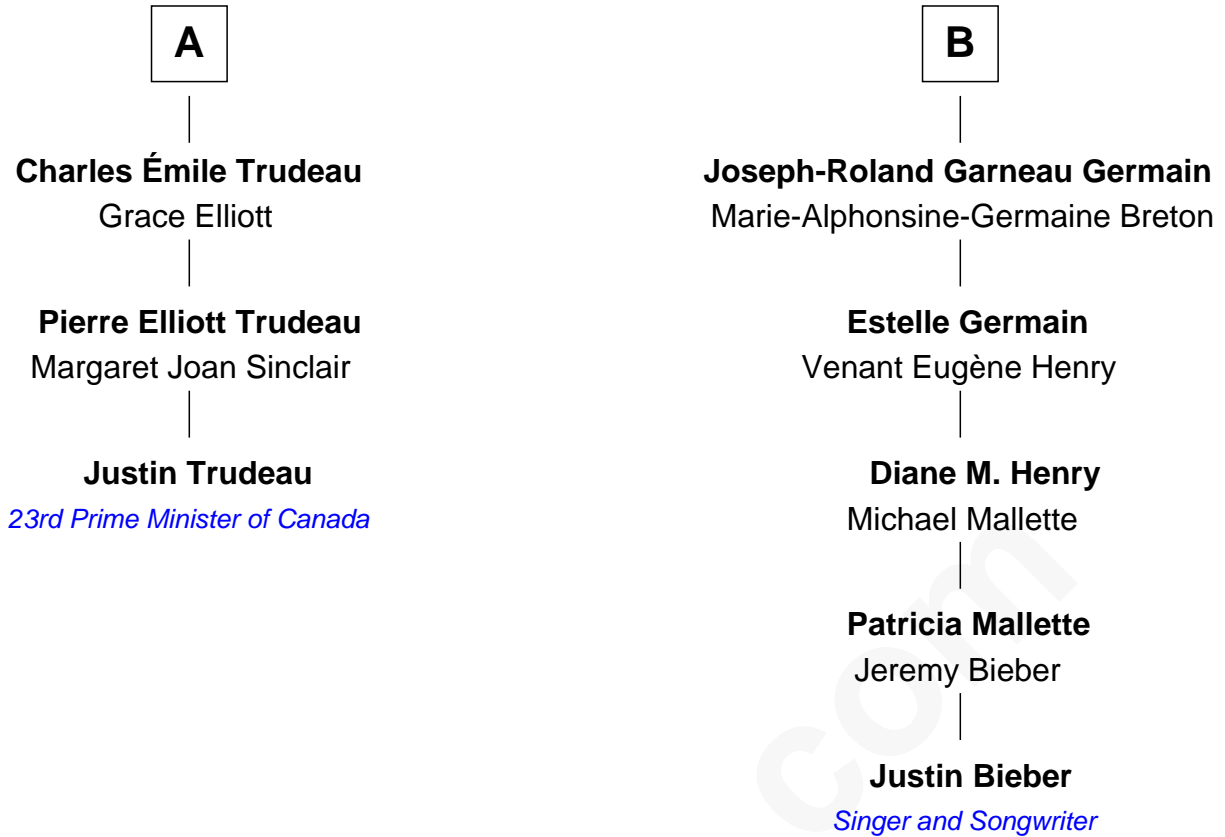 A
Charles Émile Trudeau
Grace Elliott
Pierre Elliott Trudeau
Margaret Joan Sinclair
Justin Trudeau
23rd Prime Minister of Canada
B
Joseph-Roland Garneau Germain
Marie-Alphonsine-Germaine Breton
Estelle Germain
Venant Eugène Henry
Diane M. Henry
Michael Mallette
Patricia Mallette
Jeremy Bieber
Justin Bieber
Singer and Songwriter
com